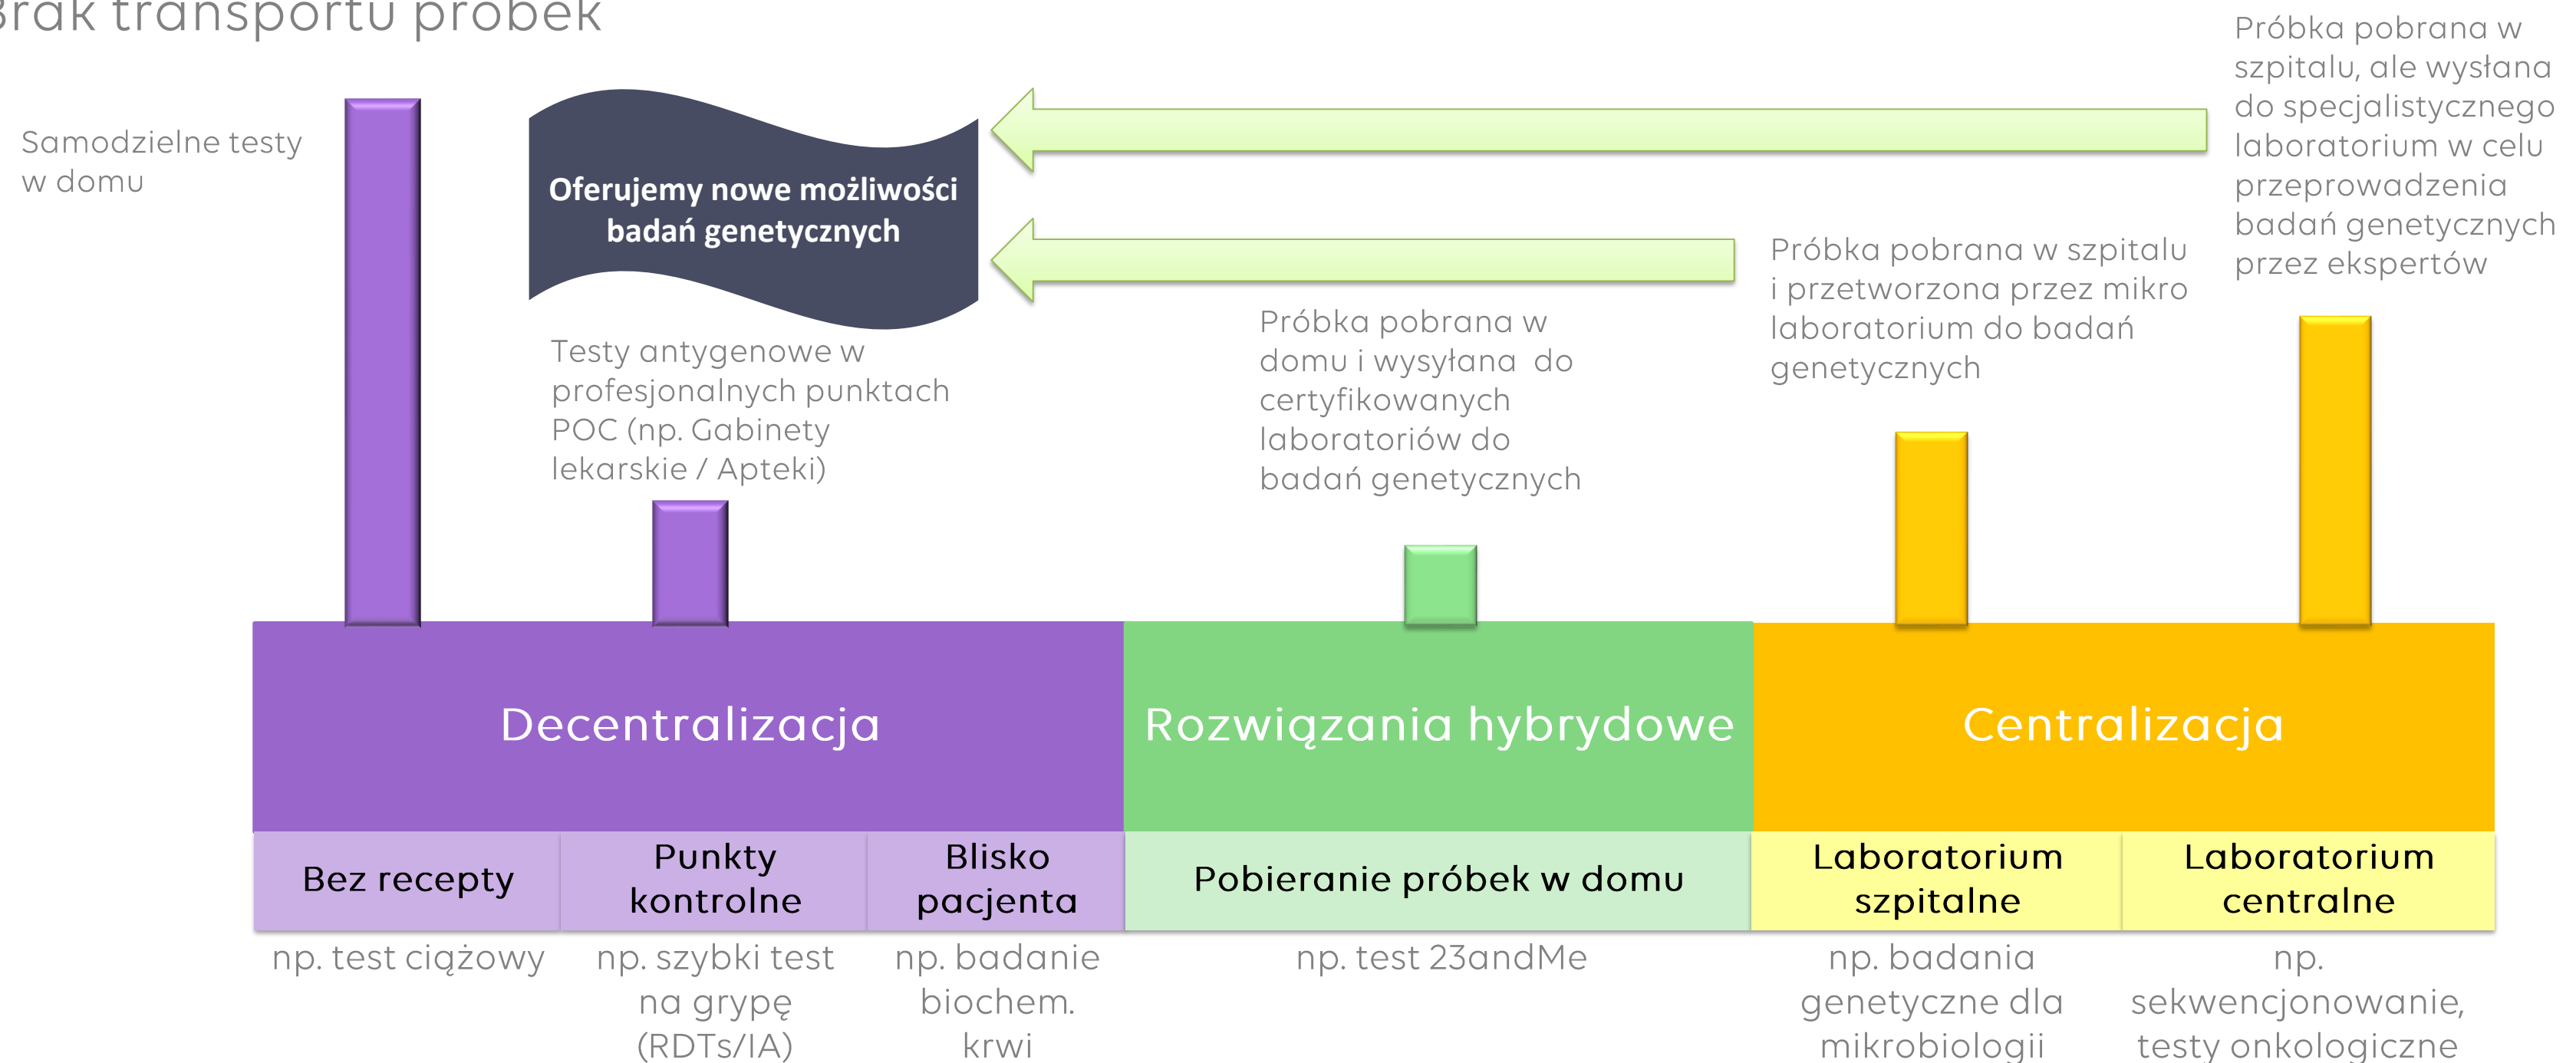 Brak transportu próbek
Samodzielne testy
w domu
Oferujemy nowe możliwości
badań genetycznych
Testy antygenowe w
profesjonalnych punktach
POC (np. Gabinety
lekarskie / Apteki)
Próbka pobrana w
domu i wysyłana do
certyfikowanych
laboratoriów do
badań genetycznych
Próbka pobrana w szpitalu
i przetworzona przez mikro
laboratorium do badań
genetycznych
Próbka pobrana w
szpitalu, ale wysłana
do specjalistycznego
laboratorium w celu
przeprowadzenia
badań genetycznych
przez ekspertów
Decentralizacja
Rozwiązania hybrydowe
Centralizacja
Bez recepty
Punkty
kontrolne
Blisko
pacjenta
Pobieranie próbek w domu
Laboratorium
szpitalne
Laboratorium
centralne
np. test ciążowy
np. szybki test
na grypę
(RDTs/IA)
np. badanie
biochem.
krwi
np. test 23andMe
np. badania
genetyczne dla
mikrobiologii
np.
sekwencjonowanie,
testy onkologiczne